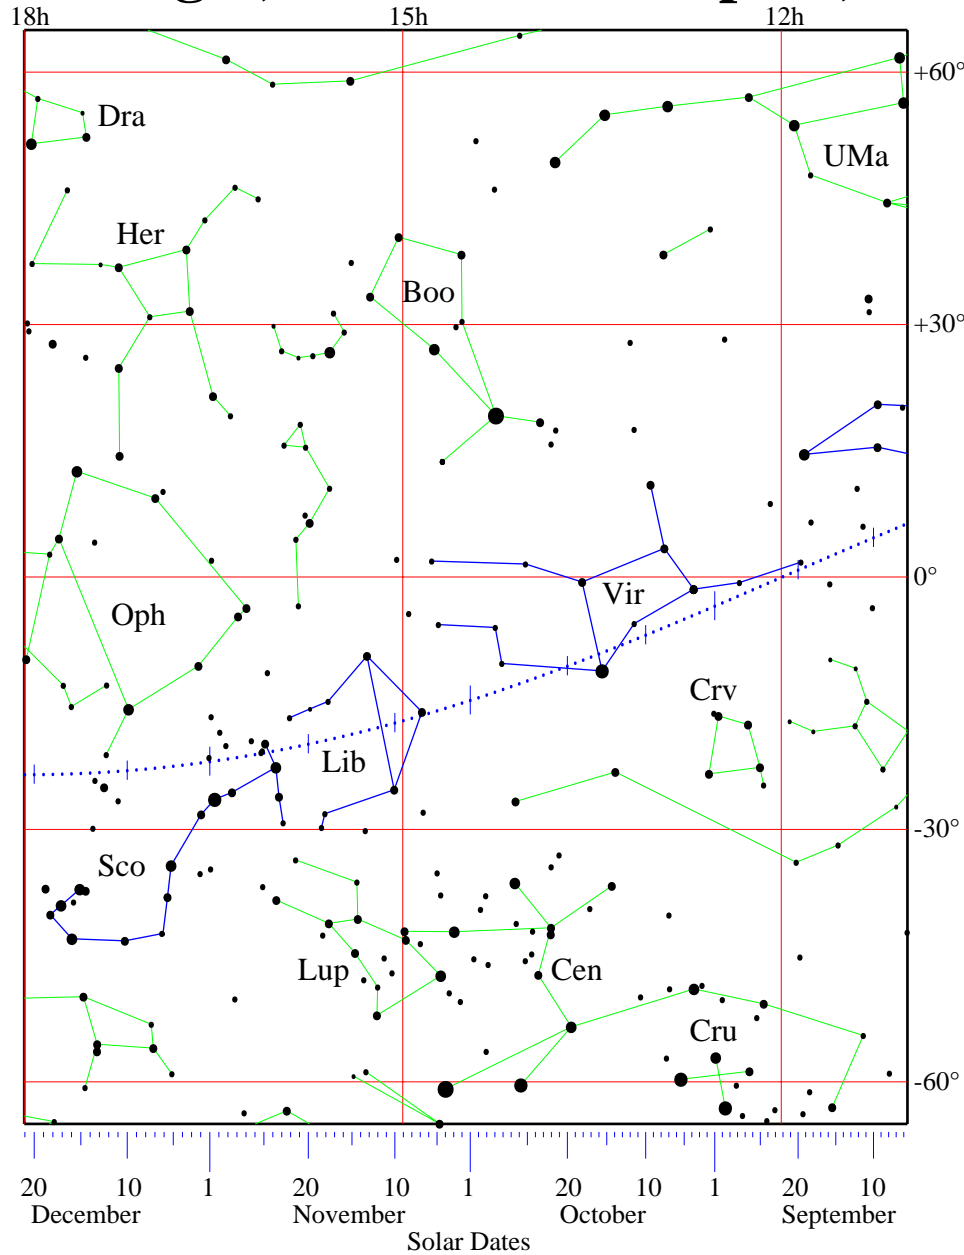 18h 15h 12h
+60°
Dra
UMa
Her
Boo
+30°
0°
Vir
Oph
Crv
Lib
-30°
Sco
Lup Cen
Cru
-60°
20 10 1 20 10 1 20 10 1 20 10
December November October September
Solar Dates